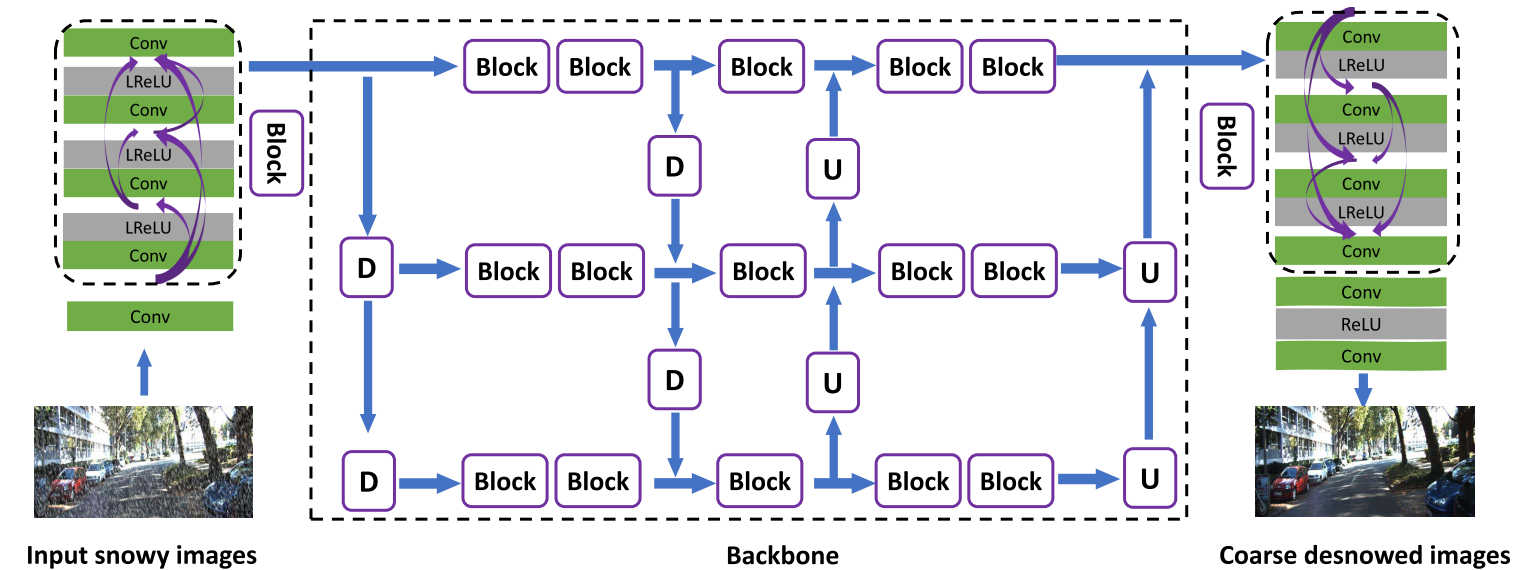 Conv
LReLU
Conv
LReLU
Conv
LReLU
Conv
Conv
Block
Input snowy images
Block Block Block Block Block
D U
D Block Block Block Block Block U
D U
D Block Block Block Block Block U
Backbone
Block
Conv
LReLU
Conv
LReLU
Conv
LReLU
Conv
Conv
ReLU
Conv
Coarse desnowed images